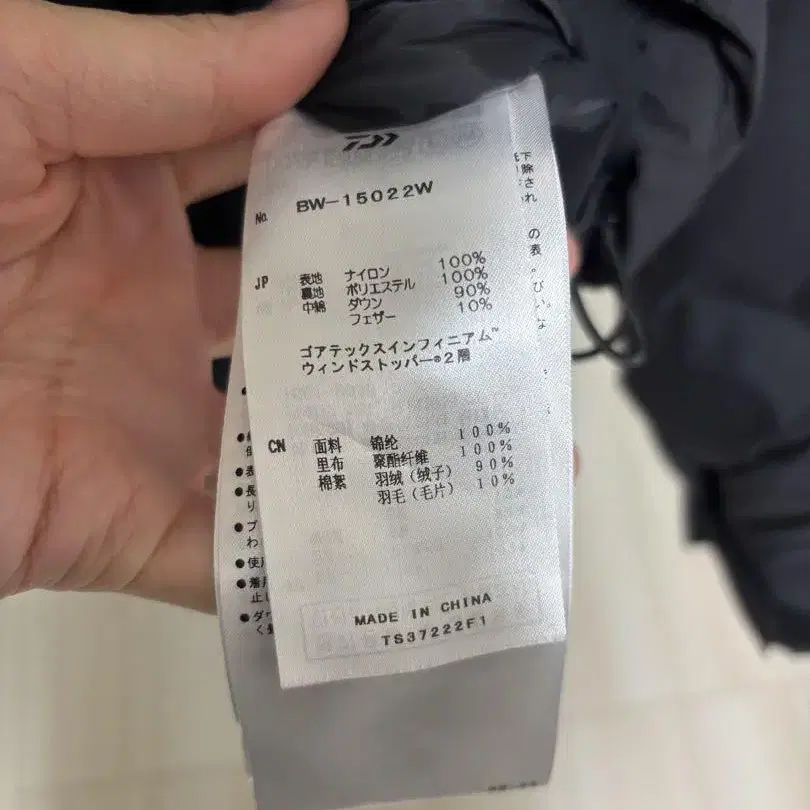 No. BW-15022W
JP 表地 ナイロン 100%
裏地 ポリエステル 100%
中綿 ダウン 90%
フェザー 10%
ゴアテックスインフィニアム™
ウィンドストッパー®2層
CN 面料 锦纶 100%
里布 聚酯纤维 100%
棉絮 羽绒（绒子） 90%
羽毛（毛片） 10%
MADE IN CHINA
TS37222F1